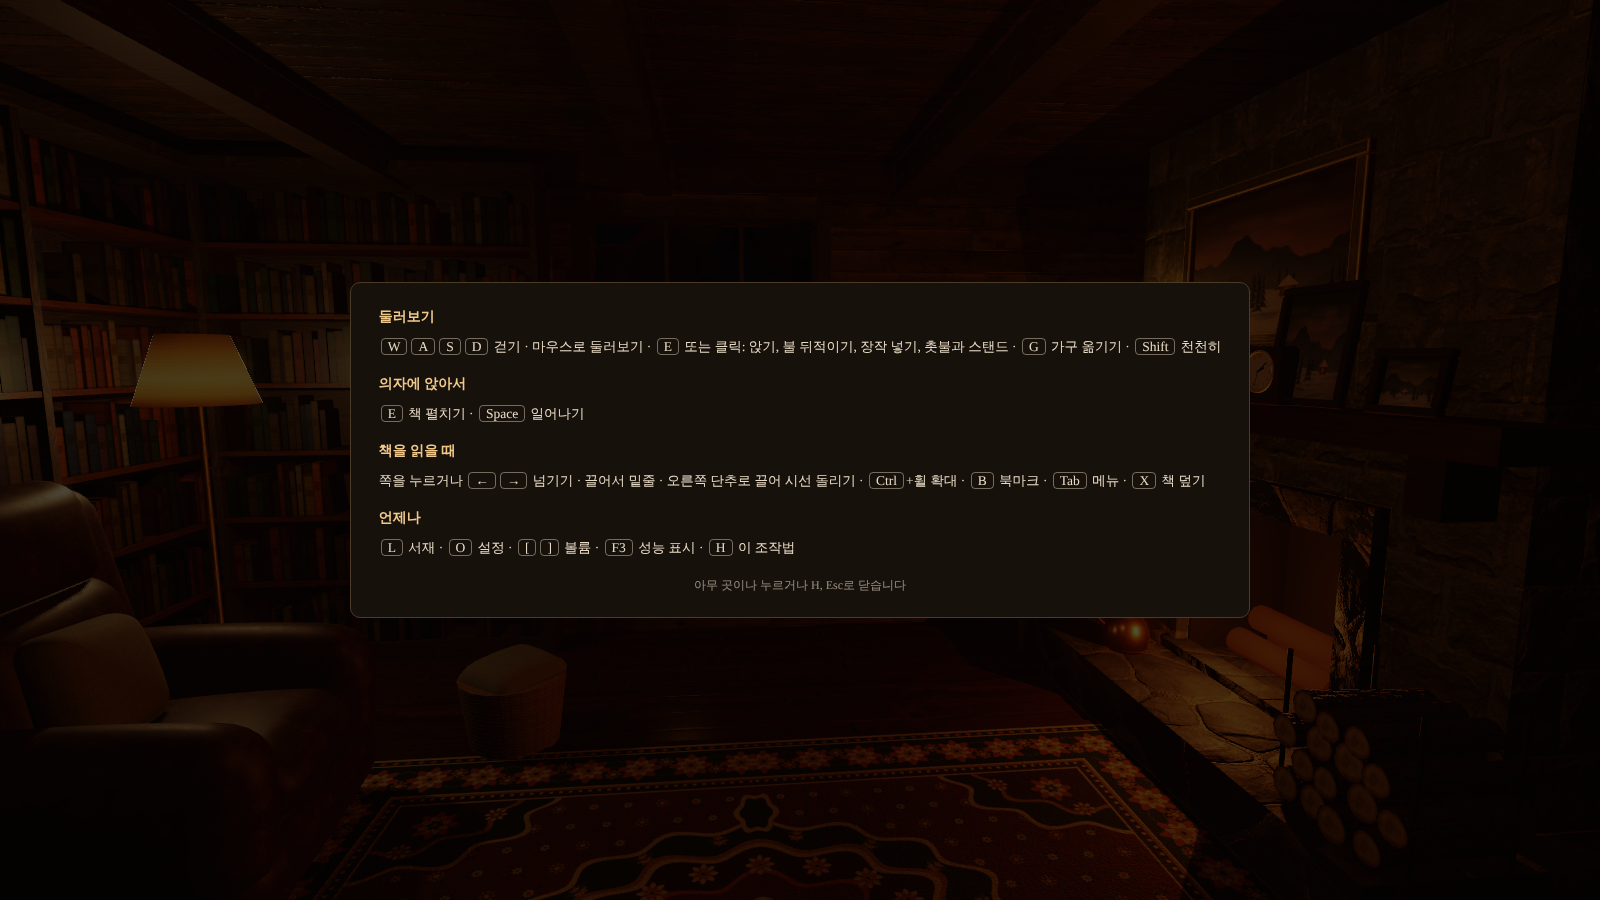 둘러보기
W A S D 걷기 · 마우스로 둘러보기 · E 또는 클릭: 앉기, 불 뒤적이기, 장작 넣기, 촛불과 스탠드 · G 가구 옮기기 · Shift 천천히
의자에 앉아서
E 책 펼치기 · Space 일어나기
책을 읽을 때
쪽을 누르거나 ← → 넘기기 · 끌어서 밑줄 · 오른쪽 단추로 끌어 시선 돌리기 · Ctrl+휠 확대 · B 북마크 · Tab 메뉴 · X 책 덮기
언제나
L 서재 · O 설정 · [ ] 볼륨 · F3 성능 표시 · H 이 조작법
아무 곳이나 누르거나 H, Esc로 닫습니다